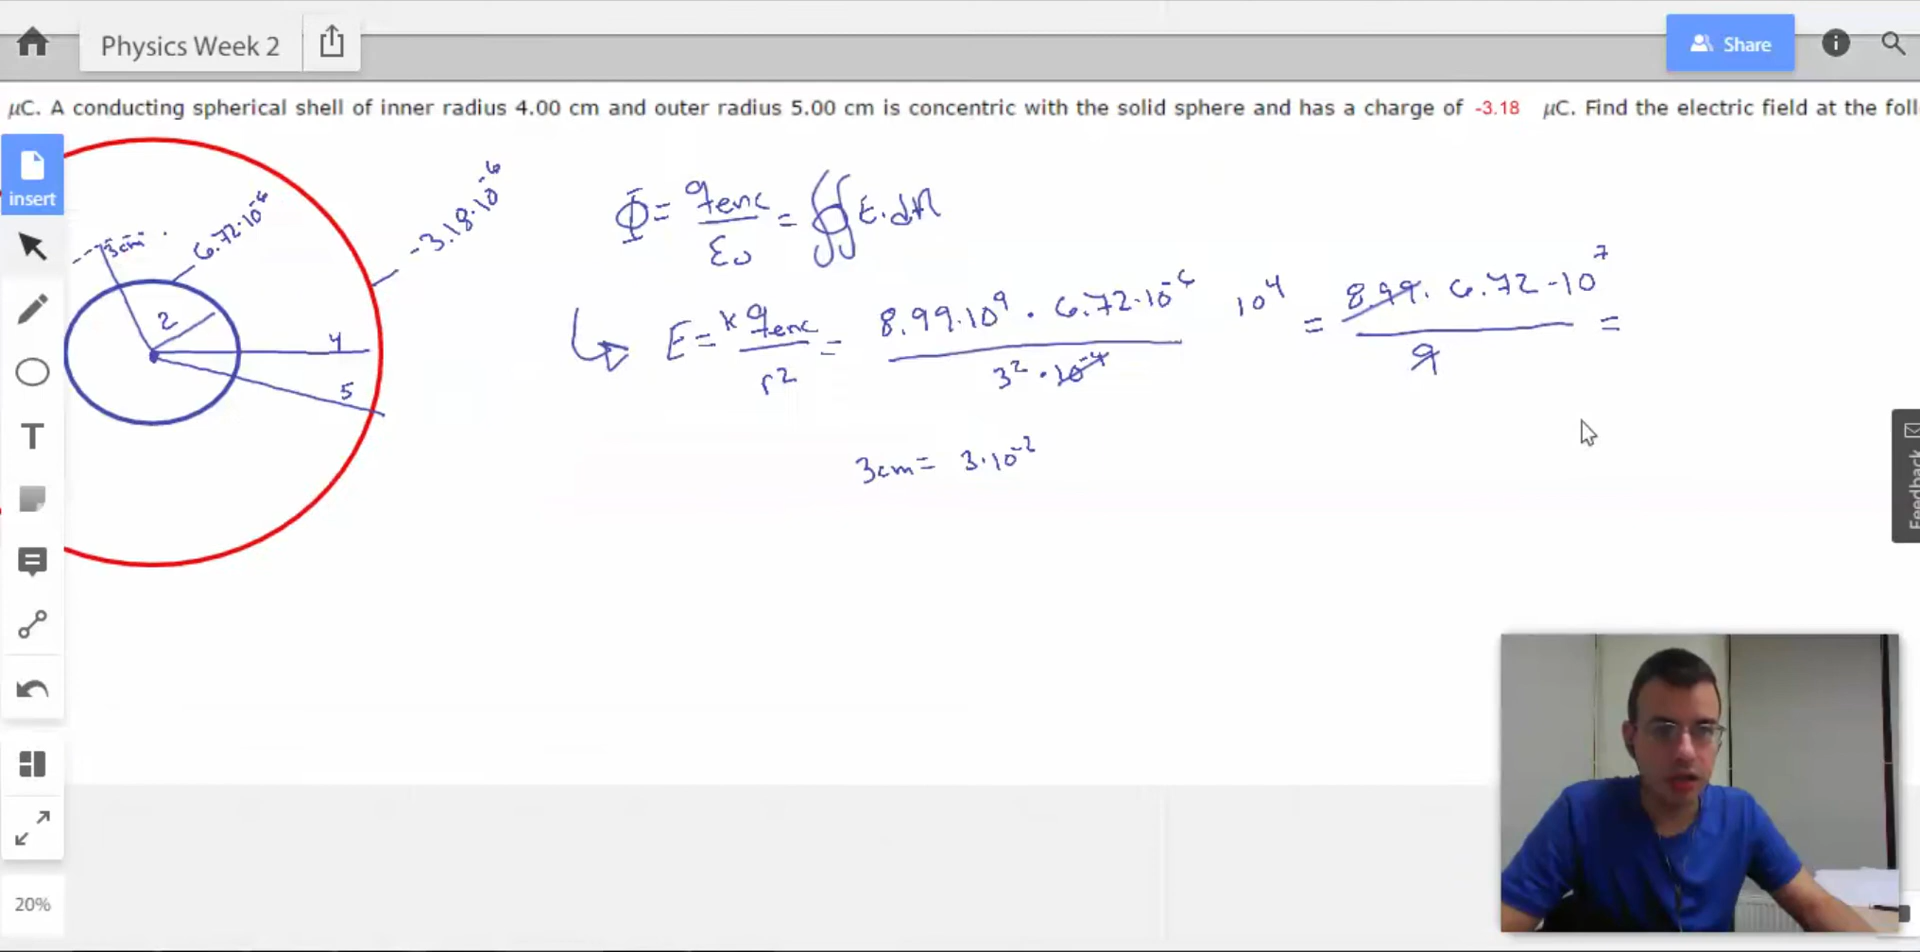 Physics Week 2
Share
μC. A conducting spherical shell of inner radius 4.00 cm and outer radius 5.00 cm is concentric with the solid sphere and has a charge of -3.18 μC. Find the electric field at the foll
insert
T
20%
Feedback
3cm
6.72·10⁻⁶
-3.18·10⁻⁶
2
4
5
Φ = qenc/ε₀ = ∯E·dA
E = k qenc/r² = 8.99·10⁹ · 6.72·10⁻⁶ / 3²·10⁻⁴ 10⁴ = 8.99 · 6.72·10⁷ / 9 =
3cm = 3·10⁻²